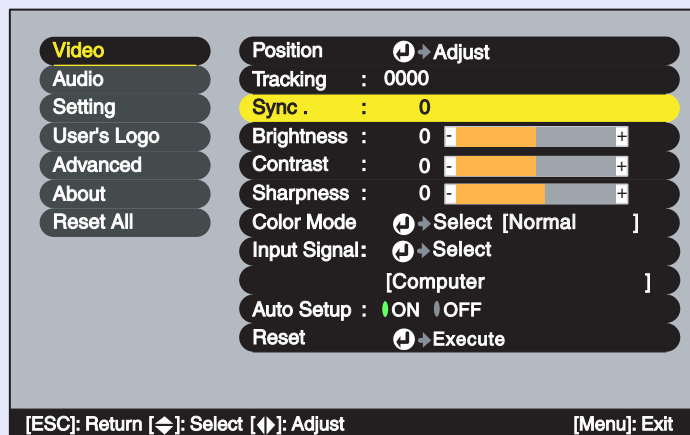 Video
Audio
Setting
User's Logo
Advanced
About
Reset All
Position Adjust
Tracking : 0000
Sync . : 0
Brightness : 0 - +
Contrast : 0 - +
Sharpness : 0 - +
Color Mode Select [Normal ]
Input Signal: Select
[Computer ]
Auto Setup : ON OFF
Reset Execute
[ESC]: Return [ ]: Select [ ]: Adjust [Menu]: Exit